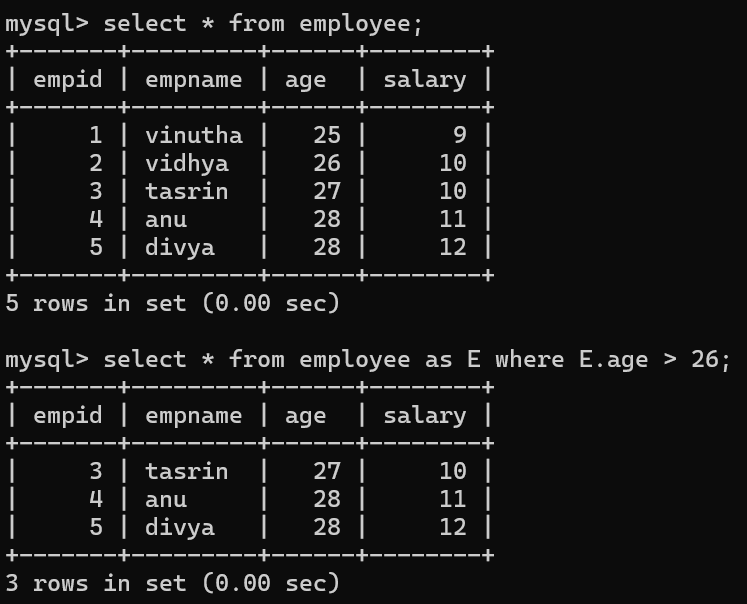 mysql> select * from employee;
+-------+---------+------+--------+
| empid | empname | age  | salary |
+-------+---------+------+--------+
|     1 | vinutha |   25 |      9 |
|     2 | vidhya  |   26 |     10 |
|     3 | tasrin  |   27 |     10 |
|     4 | anu     |   28 |     11 |
|     5 | divya   |   28 |     12 |
+-------+---------+------+--------+
5 rows in set (0.00 sec)

mysql> select * from employee as E where E.age > 26;
+-------+---------+------+--------+
| empid | empname | age  | salary |
+-------+---------+------+--------+
|     3 | tasrin  |   27 |     10 |
|     4 | anu     |   28 |     11 |
|     5 | divya   |   28 |     12 |
+-------+---------+------+--------+
3 rows in set (0.00 sec)